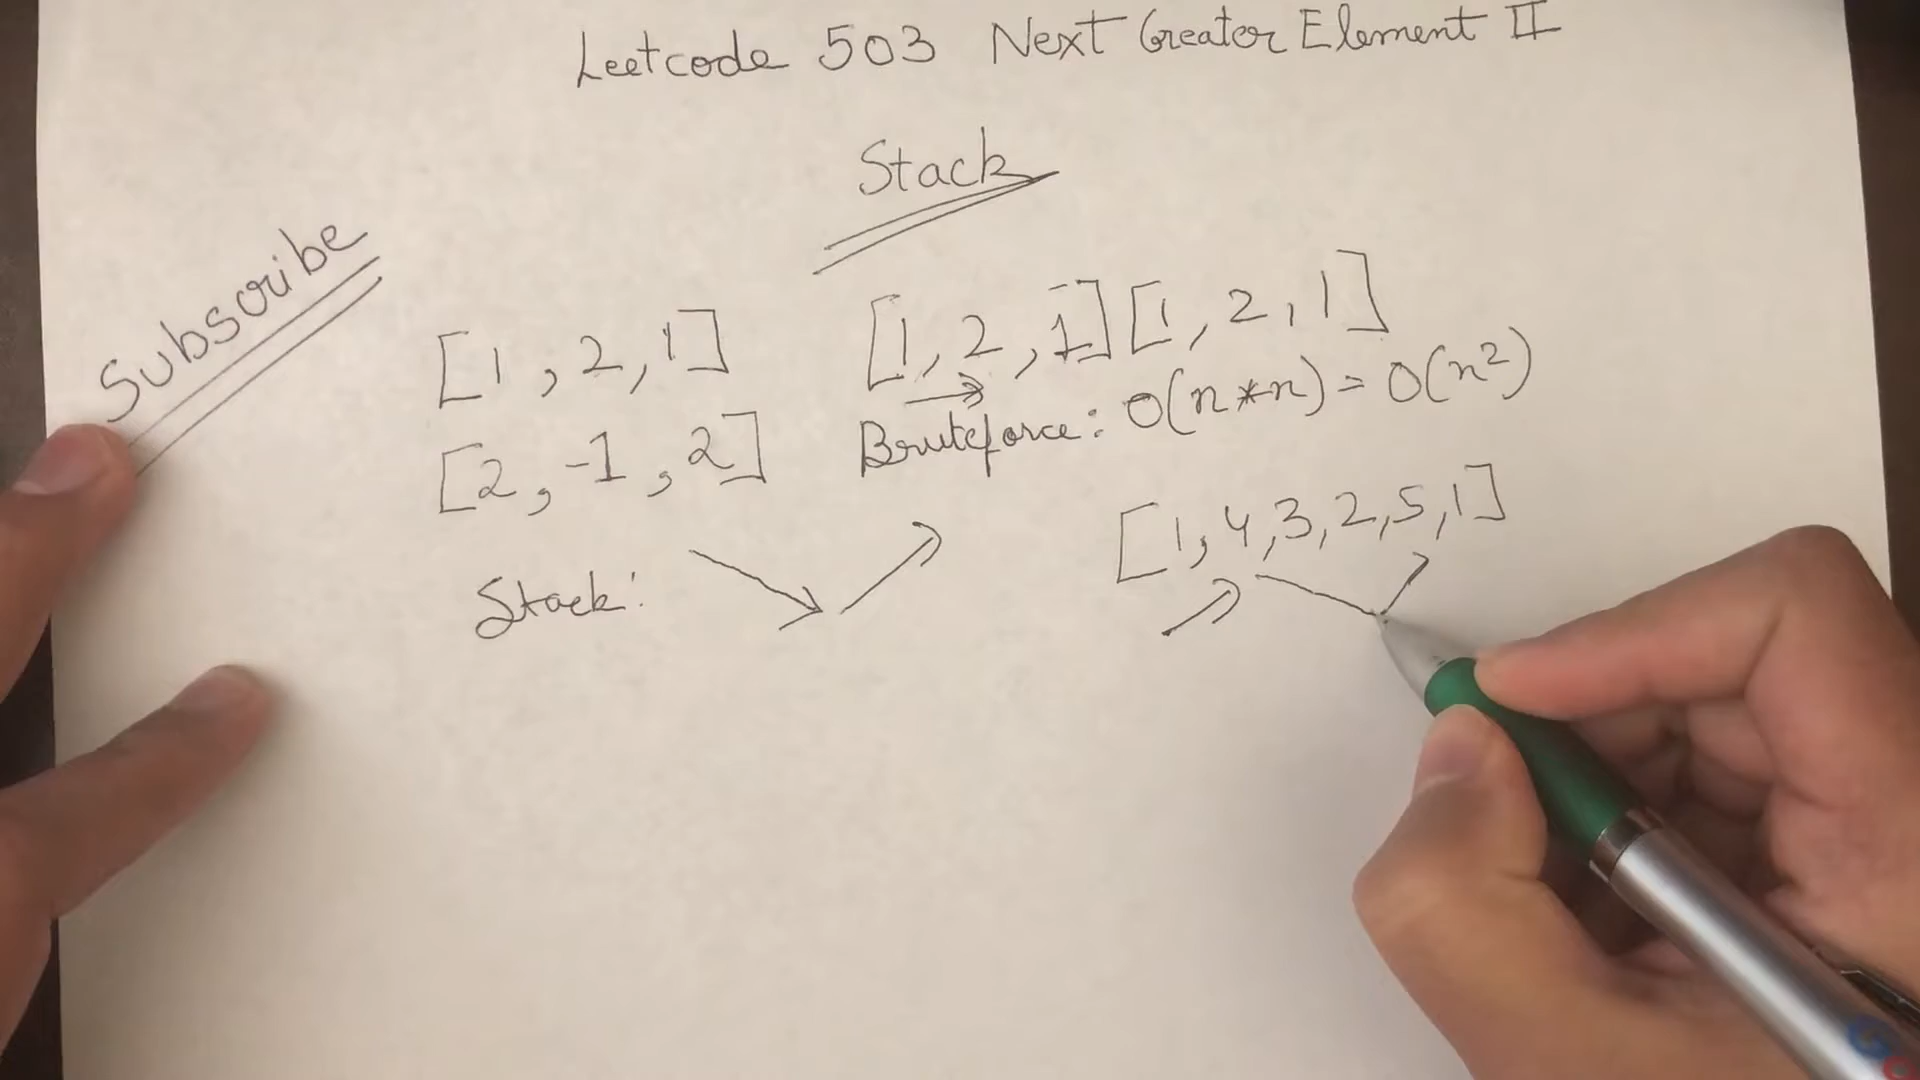 Leetcode 503 Next Greator Element II
Stack
Subscribe
[1, 2, 1] [1, 2, 1][1, 2, 1]
[2, -1, 2] Bruteforce: O(n*n) = O(n²)
Stack: [1, 4, 3, 2, 5, 1]